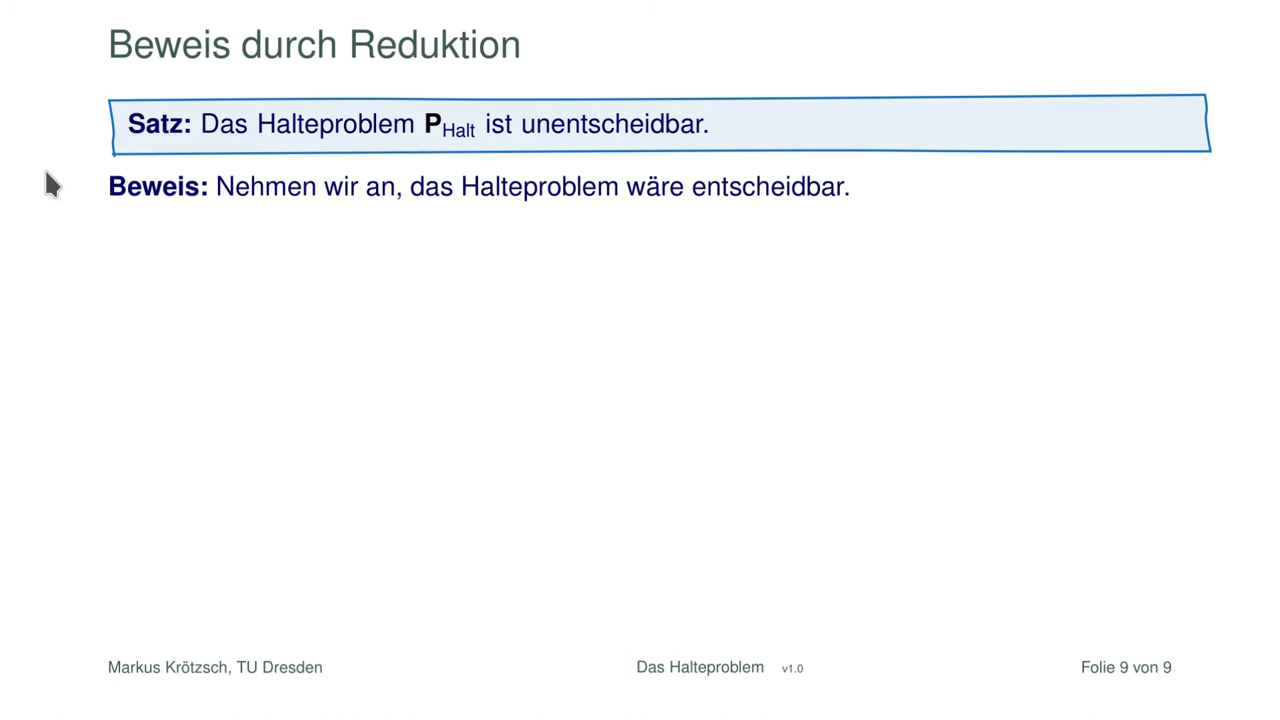 Beweis durch Reduktion
Satz: Das Halteproblem P_Halt ist unentscheidbar.
Beweis: Nehmen wir an, das Halteproblem wäre entscheidbar.
Markus Krötzsch, TU Dresden
Das Halteproblem v1.0
Folie 9 von 9